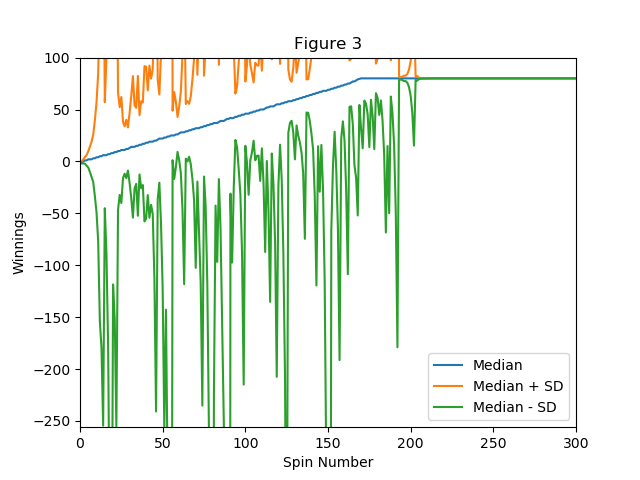 Figure 3
Winnings
100
50
0
−50
−100
−150
−200
−250
0 50 100 150 200 250 300
Spin Number
Median
Median + SD
Median - SD